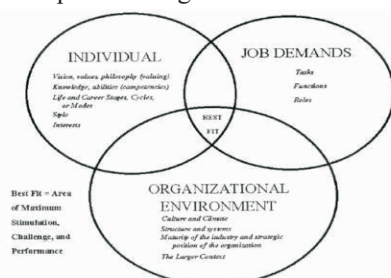 INDIVIDUAL
Vision, values, philosophy (valuing)
Knowledge, abilities (competencies)
Life and Career Stages, Cycles,
or Modes
Style
Interests
JOB DEMANDS
Tasks
Functions
Roles
BEST
FIT
ORGANIZATIONAL
ENVIRONMENT
Culture and Climate
Structure and systems
Maturity of the industry and strategic
position of the organization
The Larger Context
Best Fit = Area
of Maximum
Stimulation,
Challenge, and
Performance